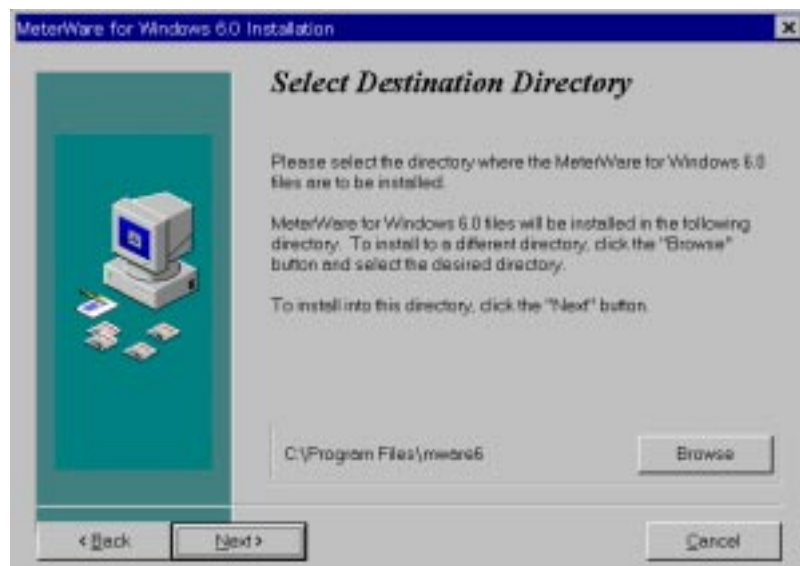 MeterWare for Windows 6.0 Installation
Select Destination Directory
Please select the directory where the MeterWare for Windows 6.0
files are to be installed.
MeterWare for Windows 6.0 files will be installed in the following
directory. To install to a different directory, click the "Browse"
button and select the desired directory.
To install into this directory, click the "Next" button.
C:\Program Files\mware6
Browse
< Back
Next >
Cancel